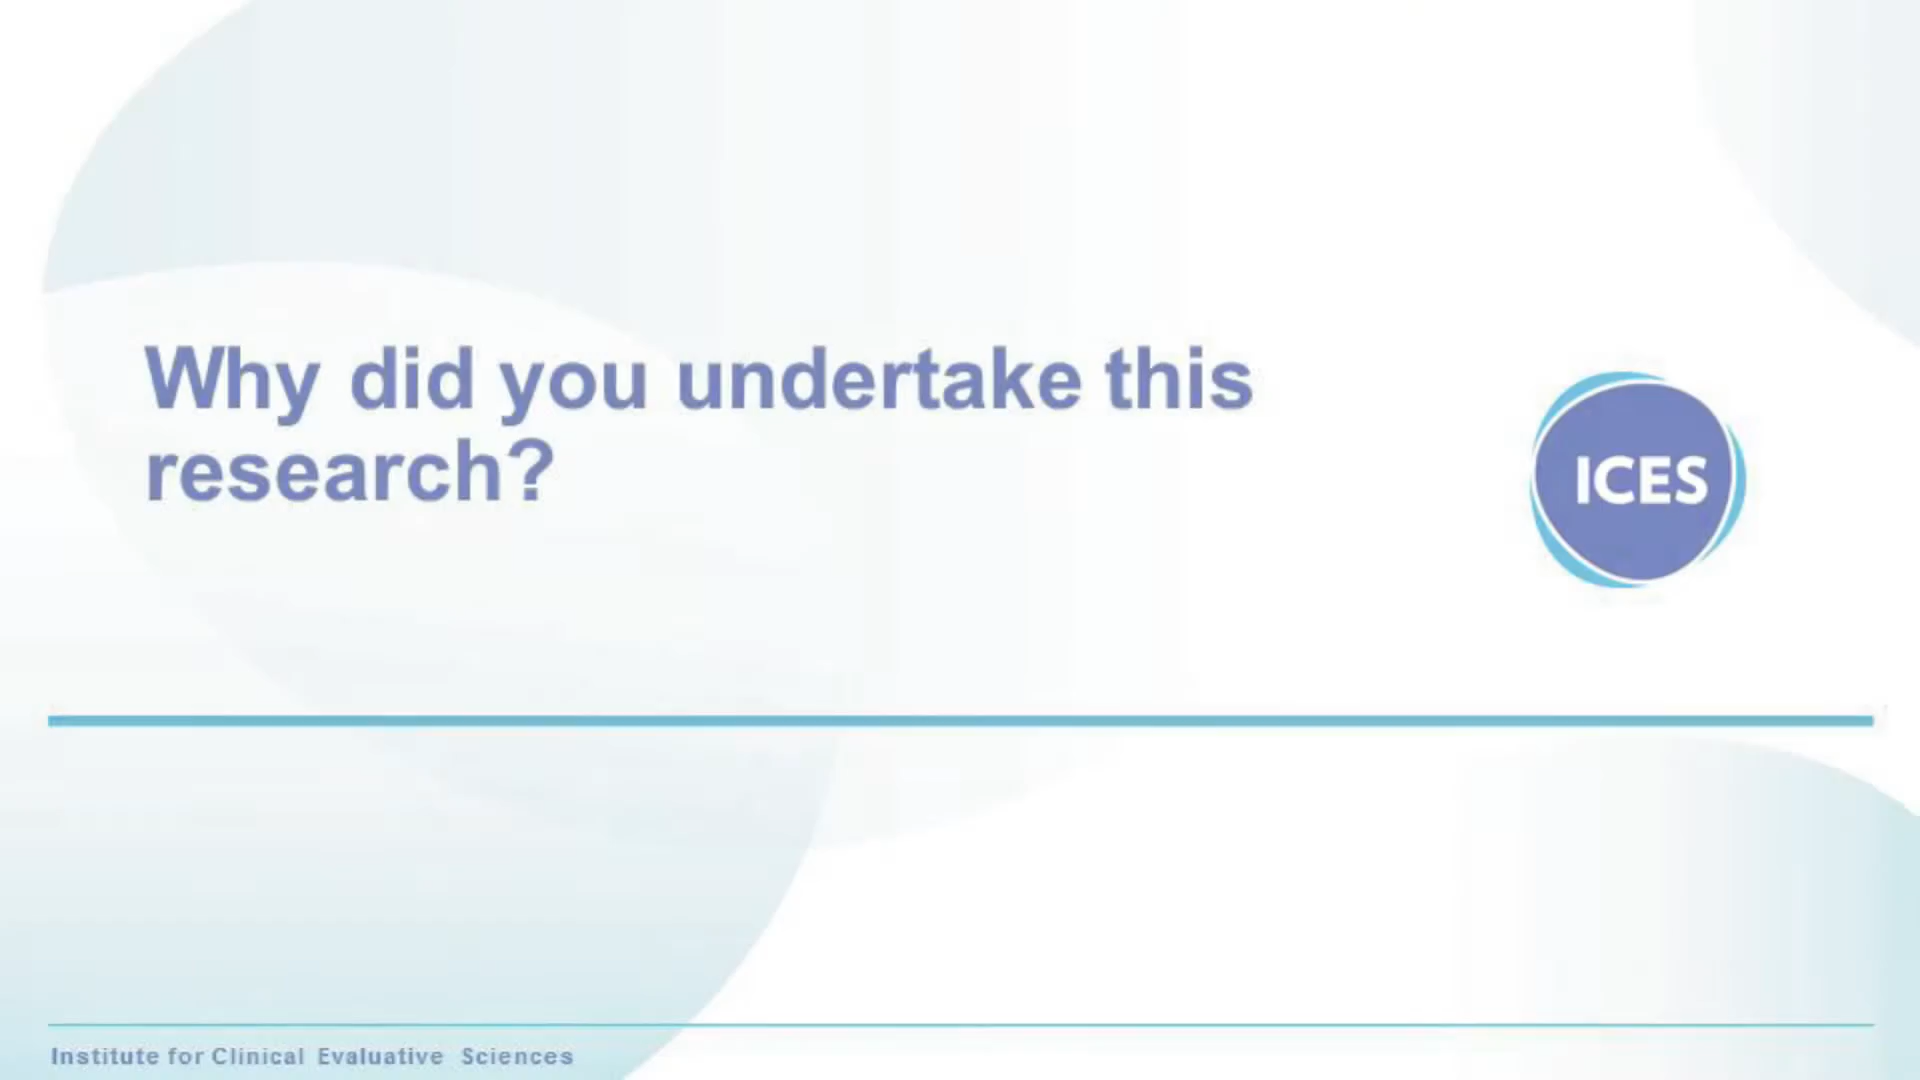 Why did you undertake this
research?
ICES
Institute for Clinical Evaluative Sciences